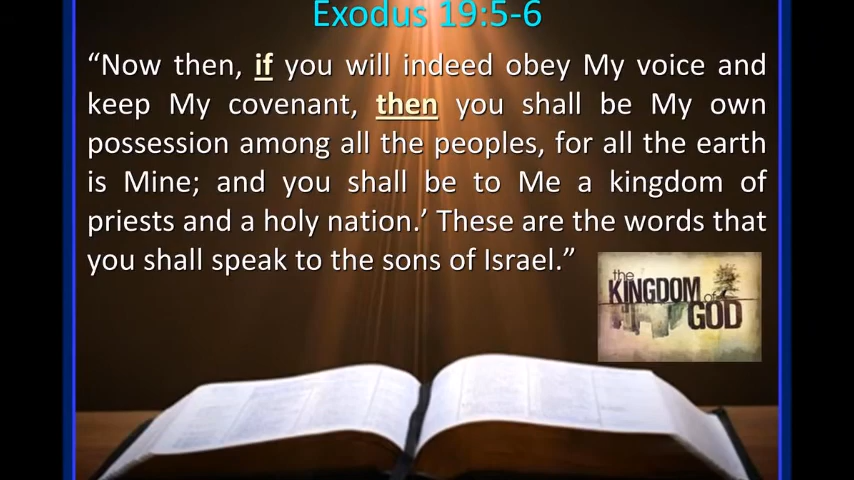 Exodus 19:5-6
“Now then, if you will indeed obey My voice and
keep My covenant, then you shall be My own
possession among all the peoples, for all the earth
is Mine; and you shall be to Me a kingdom of
priests and a holy nation.’ These are the words that
you shall speak to the sons of Israel.”
the
KINGDOM of
GOD